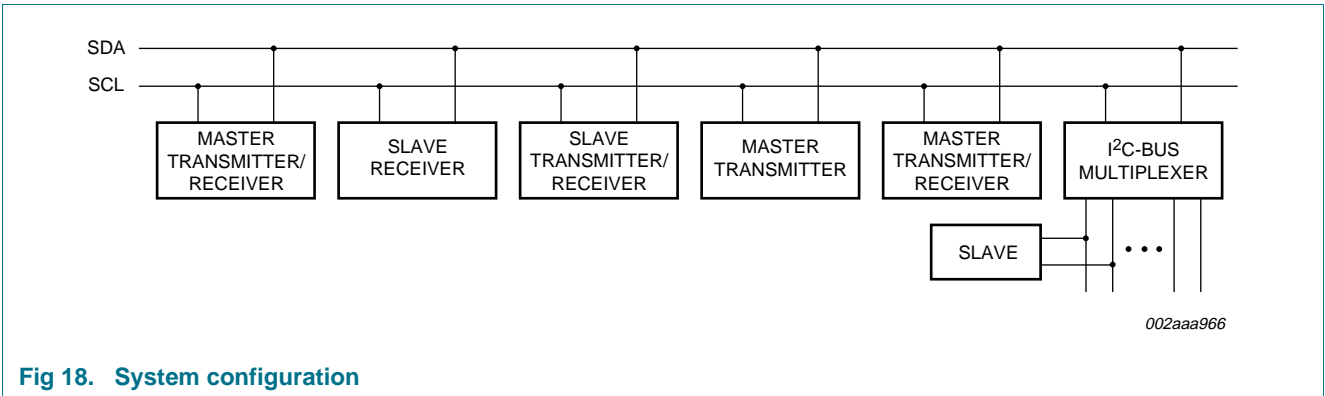 SDA
SCL
MASTER
TRANSMITTER/
RECEIVER
SLAVE
RECEIVER
SLAVE
TRANSMITTER/
RECEIVER
MASTER
TRANSMITTER
MASTER
TRANSMITTER/
RECEIVER
I²C-BUS
MULTIPLEXER
SLAVE
002aaa966
Fig 18. System configuration